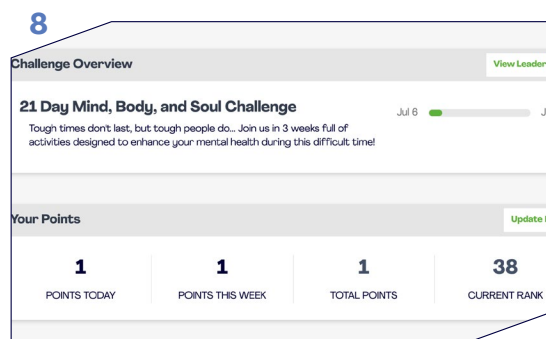 8
Challenge Overview
View Leader
21 Day Mind, Body, and Soul Challenge
Jul 6
J
Tough times don't last, but tough people do... Join us in 3 weeks full of
activities designed to enhance your mental health during this difficult time!
Your Points
Update
1 1 1 38
POINTS TODAY POINTS THIS WEEK TOTAL POINTS CURRENT RANK